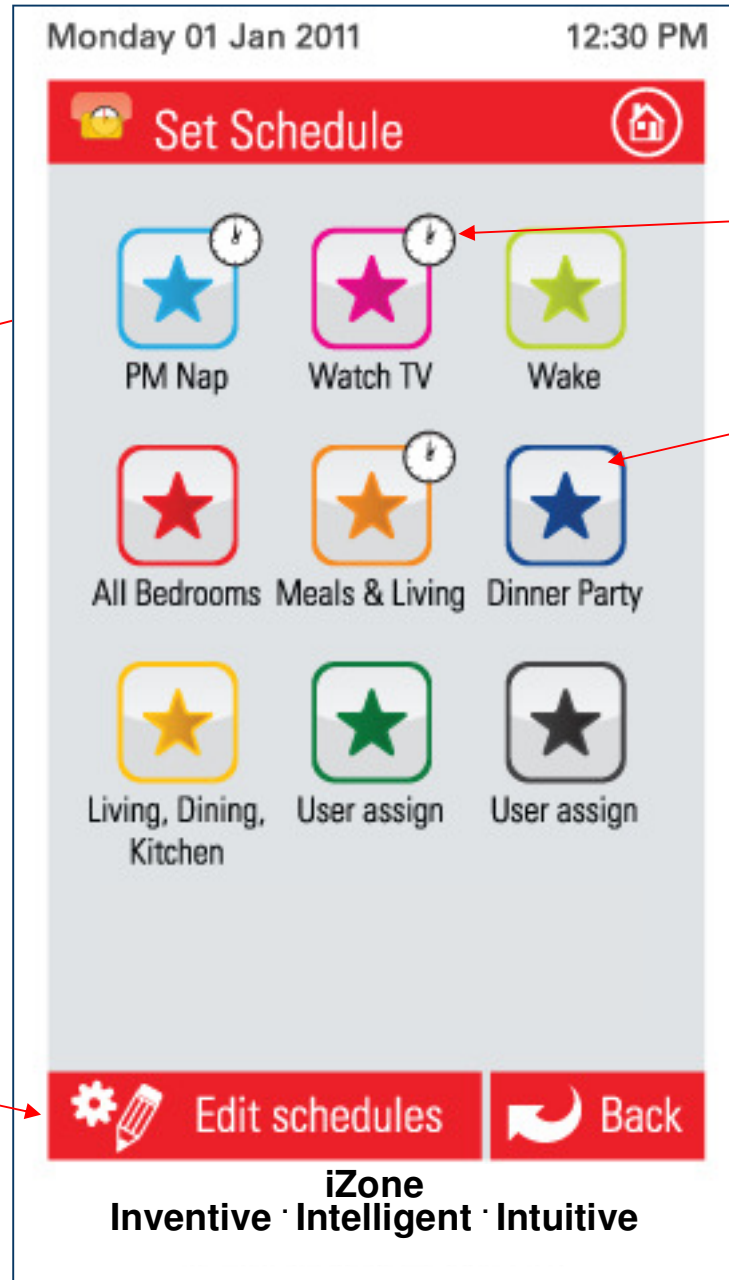 Monday 01 Jan 2011 12:30 PM
Set Schedule
PM Nap Watch TV Wake
All Bedrooms Meals & Living Dinner Party
Living, Dining, User assign User assign
Kitchen
Edit schedules Back
iZone
Inventive · Intelligent · Intuitive